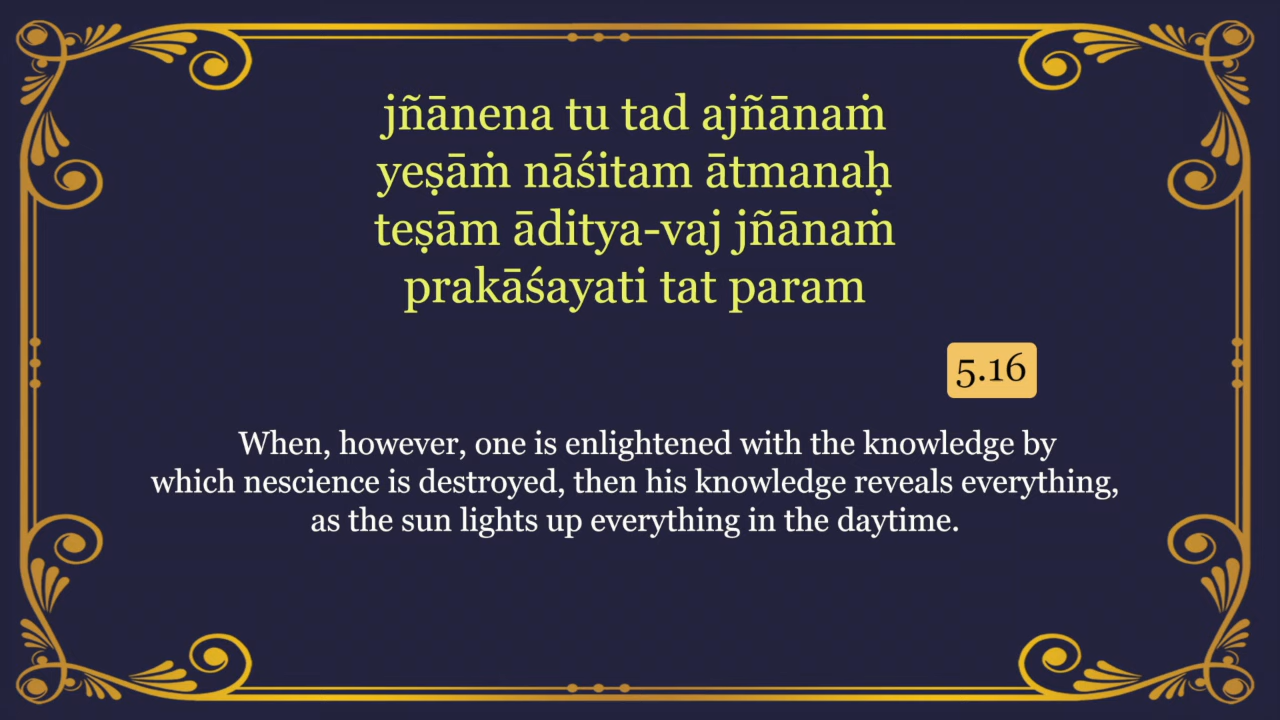 jñānena tu tad ajñānaṁ
yeṣāṁ nāśitam ātmanaḥ
teṣām āditya-vaj jñānaṁ
prakāśayati tat param
5.16
When, however, one is enlightened with the knowledge by
which nescience is destroyed, then his knowledge reveals everything,
as the sun lights up everything in the daytime.